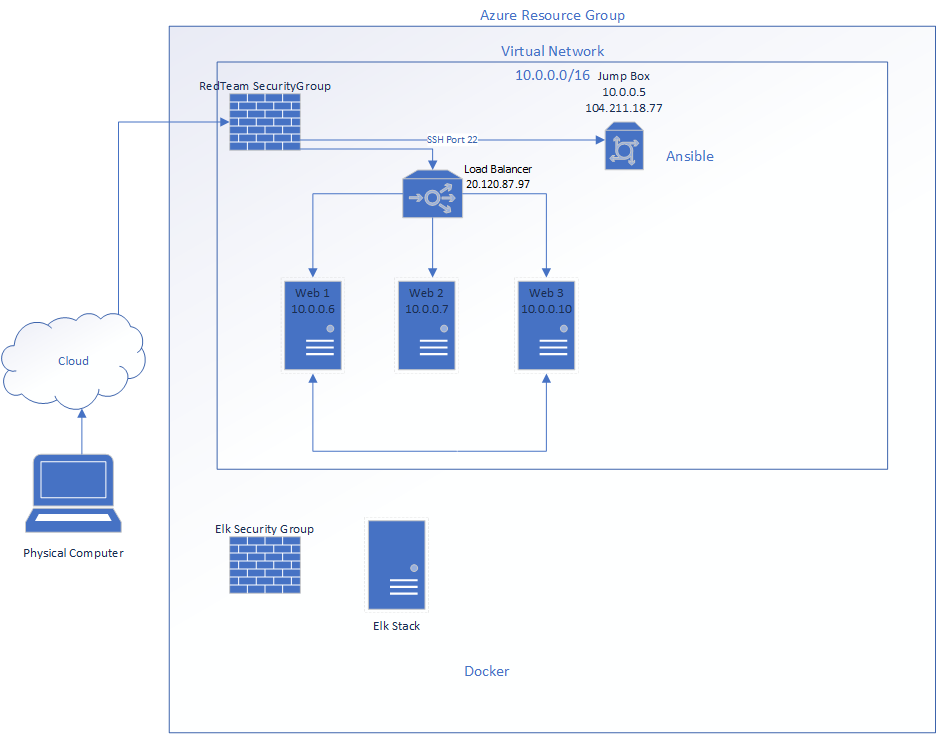 Azure Resource Group
Virtual Network
10.0.0.0/16
Jump Box
10.0.0.5
104.211.18.77
RedTeam SecurityGroup
SSH Port 22
Ansible
Load Balancer
20.120.87.97
Web 1
10.0.0.6
Web 2
10.0.0.7
Web 3
10.0.0.10
Cloud
Physical Computer
Elk Security Group
Elk Stack
Docker